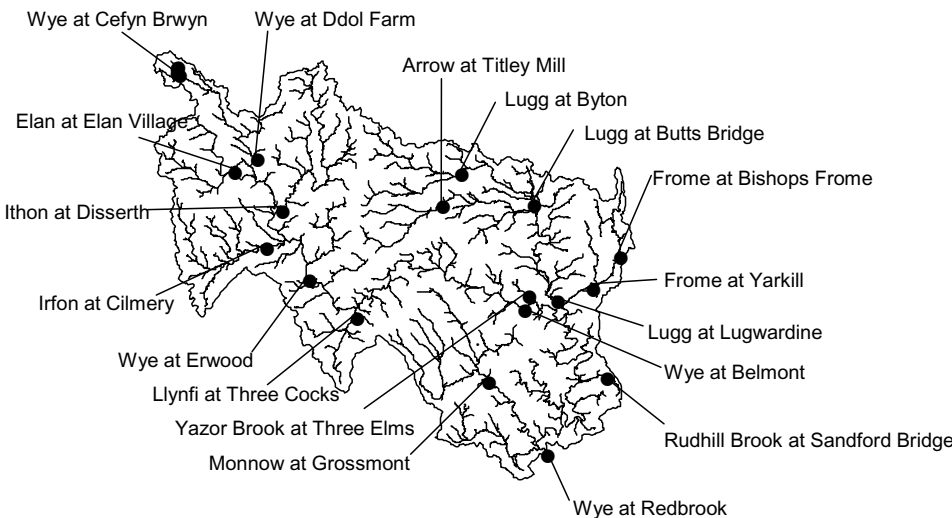 Wye at Cefyn Brwyn
Wye at Ddol Farm
Arrow at Titley Mill
Lugg at Byton
Elan at Elan Village
Lugg at Butts Bridge
Frome at Bishops Frome
Ithon at Disserth
Irfon at Cilmery
Frome at Yarkill
Lugg at Lugwardine
Wye at Erwood
Wye at Belmont
Llynfi at Three Cocks
Yazor Brook at Three Elms
Rudhill Brook at Sandford Bridge
Monnow at Grossmont
Wye at Redbrook